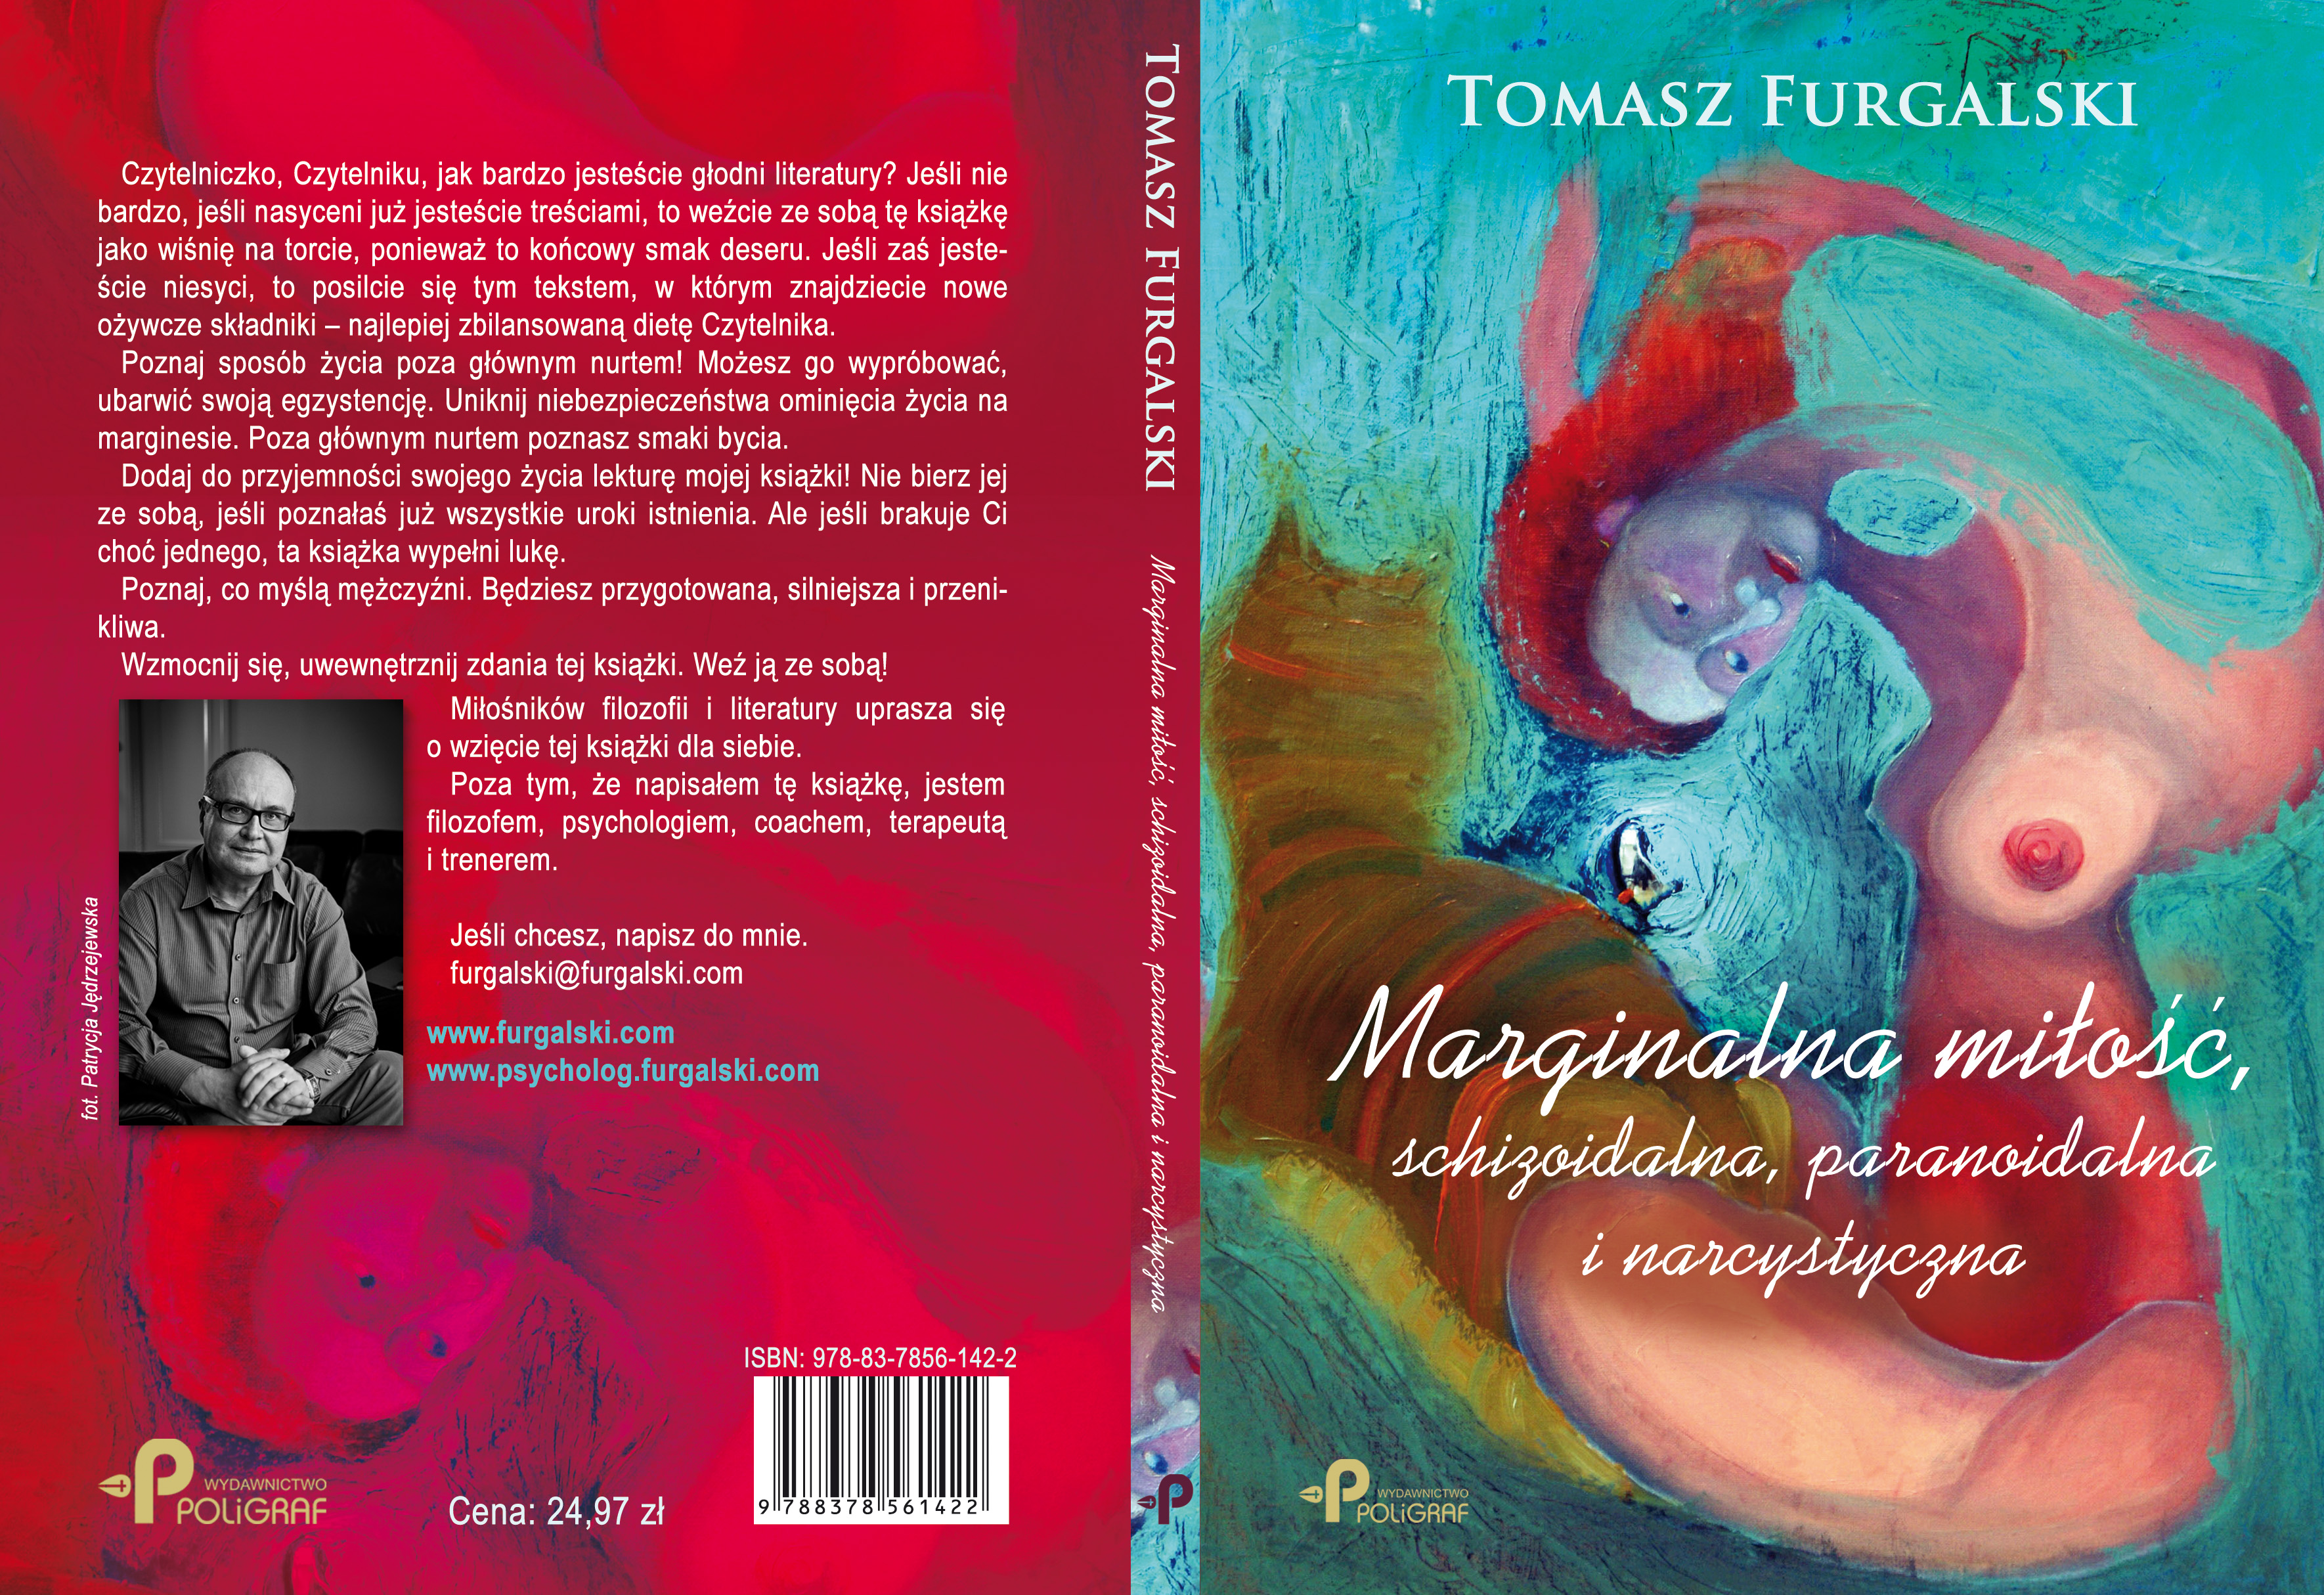 Czytelniczko, Czytelniku, jak bardzo jesteście głodni literatury? Jeśli nie
bardzo, jeśli nasyceni już jesteście treściami, to weźcie ze sobą tę książkę
jako wiśnię na torcie, ponieważ to końcowy smak deseru. Jeśli zaś jeste-
ście niesyci, to posilcie się tym tekstem, w którym znajdziecie nowe
ożywcze składniki – najlepiej zbilansowaną dietę Czytelnika.
Poznaj sposób życia poza głównym nurtem! Możesz go wypróbować,
ubarwić swoją egzystencję. Uniknij niebezpieczeństwa ominięcia życia na
marginesie. Poza głównym nurtem poznasz smaki bycia.
Dodaj do przyjemności swojego życia lekturę mojej książki! Nie bierz jej
ze sobą, jeśli poznałaś już wszystkie uroki istnienia. Ale jeśli brakuje Ci
choć jednego, ta książka wypełni lukę.
Poznaj, co myślą mężczyźni. Będziesz przygotowana, silniejsza i przeni-
kliwa.
Wzmocnij się, uwewnętrznij zdania tej książki. Weź ją ze sobą!
Miłośników filozofii i literatury uprasza się
o wzięcie tej książki dla siebie.
Poza tym, że napisałem tę książkę, jestem
filozofem, psychologiem, coachem, terapeutą
i trenerem.
Jeśli chcesz, napisz do mnie.
furgalski@furgalski.com
www.furgalski.com
www.psycholog.furgalski.com
fot. Patrycja Jędrzejewska
ISBN: 978-83-7856-142-2
9 788378 561422
Cena: 24,97 zł
WYDAWNICTWO
POLiGRAF
TOMASZ FURGALSKI
Marginalna miłość, schizoidalna, paranoidalna i narcystyczna
TOMASZ FURGALSKI
Marginalna miłość,
schizoidalna, paranoidalna
i narcystyczna
WYDAWNICTWO
POLiGRAF